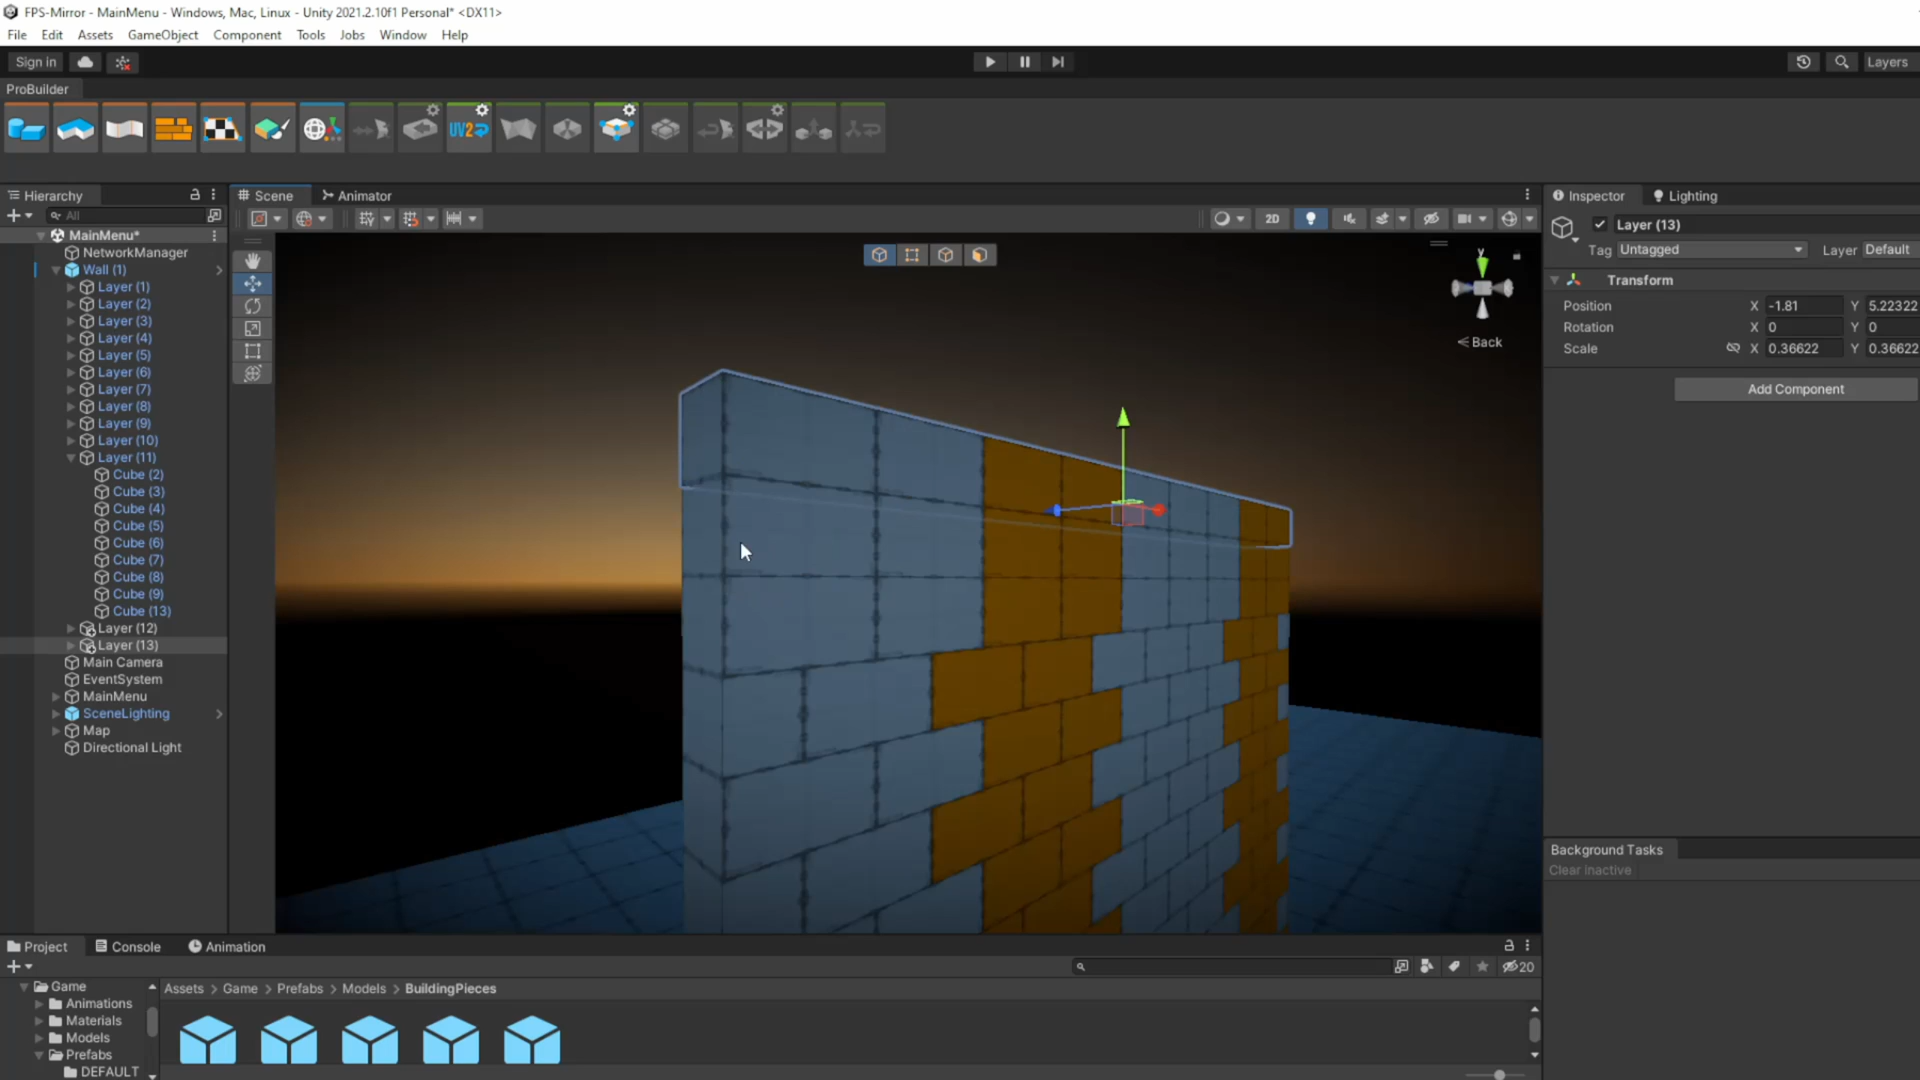 FPS-Mirror - MainMenu - Windows, Mac, Linux - Unity 2021.2.10f1 Personal* <DX11>
File Edit Assets GameObject Component Tools Jobs Window Help
Sign in
Layers
ProBuilder
UV2
Hierarchy
All
MainMenu*
NetworkManager
Wall (1)
Layer (1)
Layer (2)
Layer (3)
Layer (4)
Layer (5)
Layer (6)
Layer (7)
Layer (8)
Layer (9)
Layer (10)
Layer (11)
Cube (2)
Cube (3)
Cube (4)
Cube (5)
Cube (6)
Cube (7)
Cube (8)
Cube (9)
Cube (13)
Layer (12)
Layer (13)
Main Camera
EventSystem
MainMenu
SceneLighting
Map
Directional Light
Scene Animator
2D
y
Back
Inspector Lighting
Layer (13)
Tag Untagged Layer Default
Transform
Position X -1.81 Y 5.22322
Rotation X 0 Y 0
Scale X 0.36622 Y 0.36622
Add Component
Background Tasks
Clear inactive
Project Console Animation
20
Game
Animations
Materials
Models
Prefabs
DEFAULT
Assets > Game > Prefabs > Models > BuildingPieces